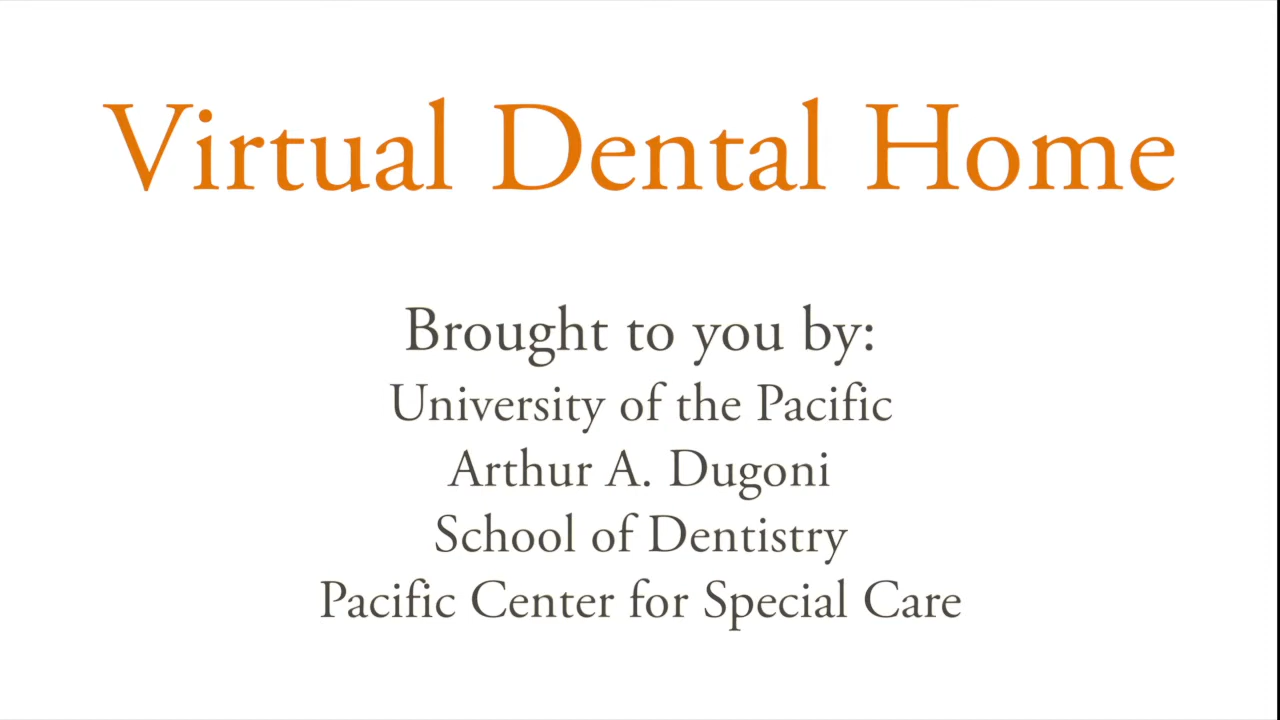 Virtual Dental Home
Brought to you by:
University of the Pacific
Arthur A. Dugoni
School of Dentistry
Pacific Center for Special Care